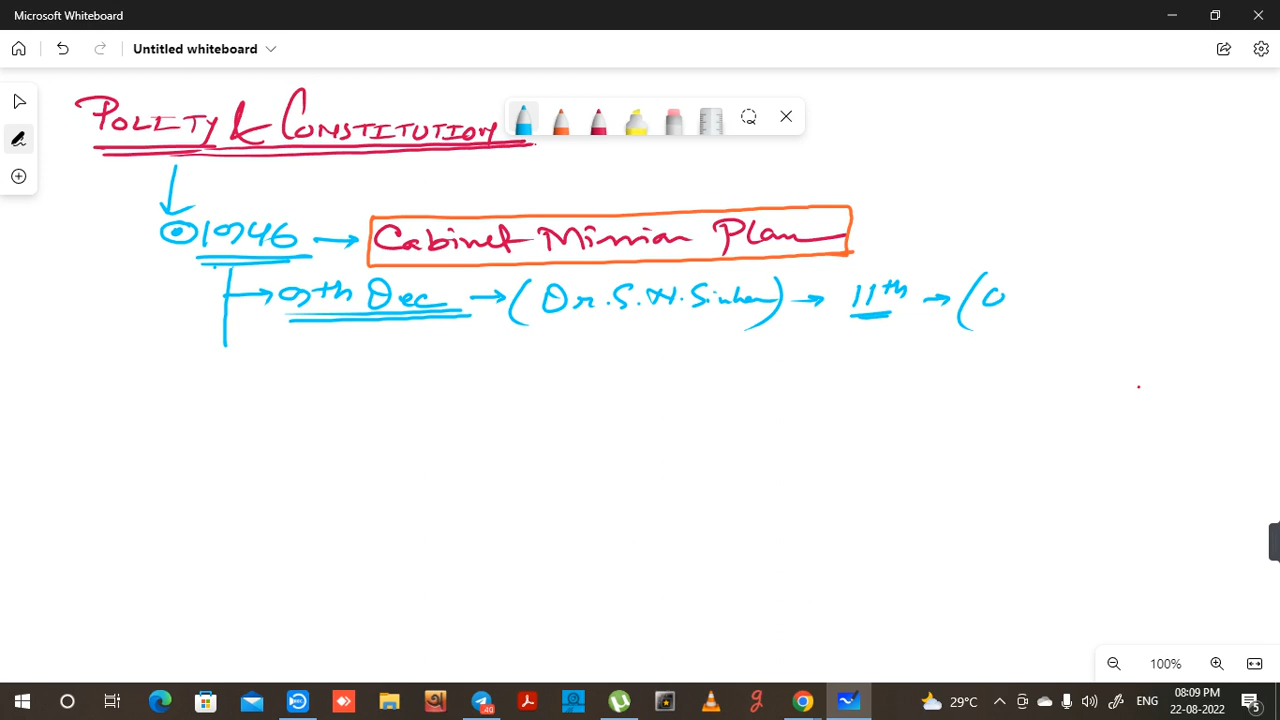 Microsoft Whiteboard
Untitled whiteboard
POLITY & CONSTITUTION
1946 → Cabinet Mission Plan
→ 9th Dec → (Dr. S. N. Sinha) → 11th → (
100%
29°C ENG 08:09 PM
22-08-2022 5